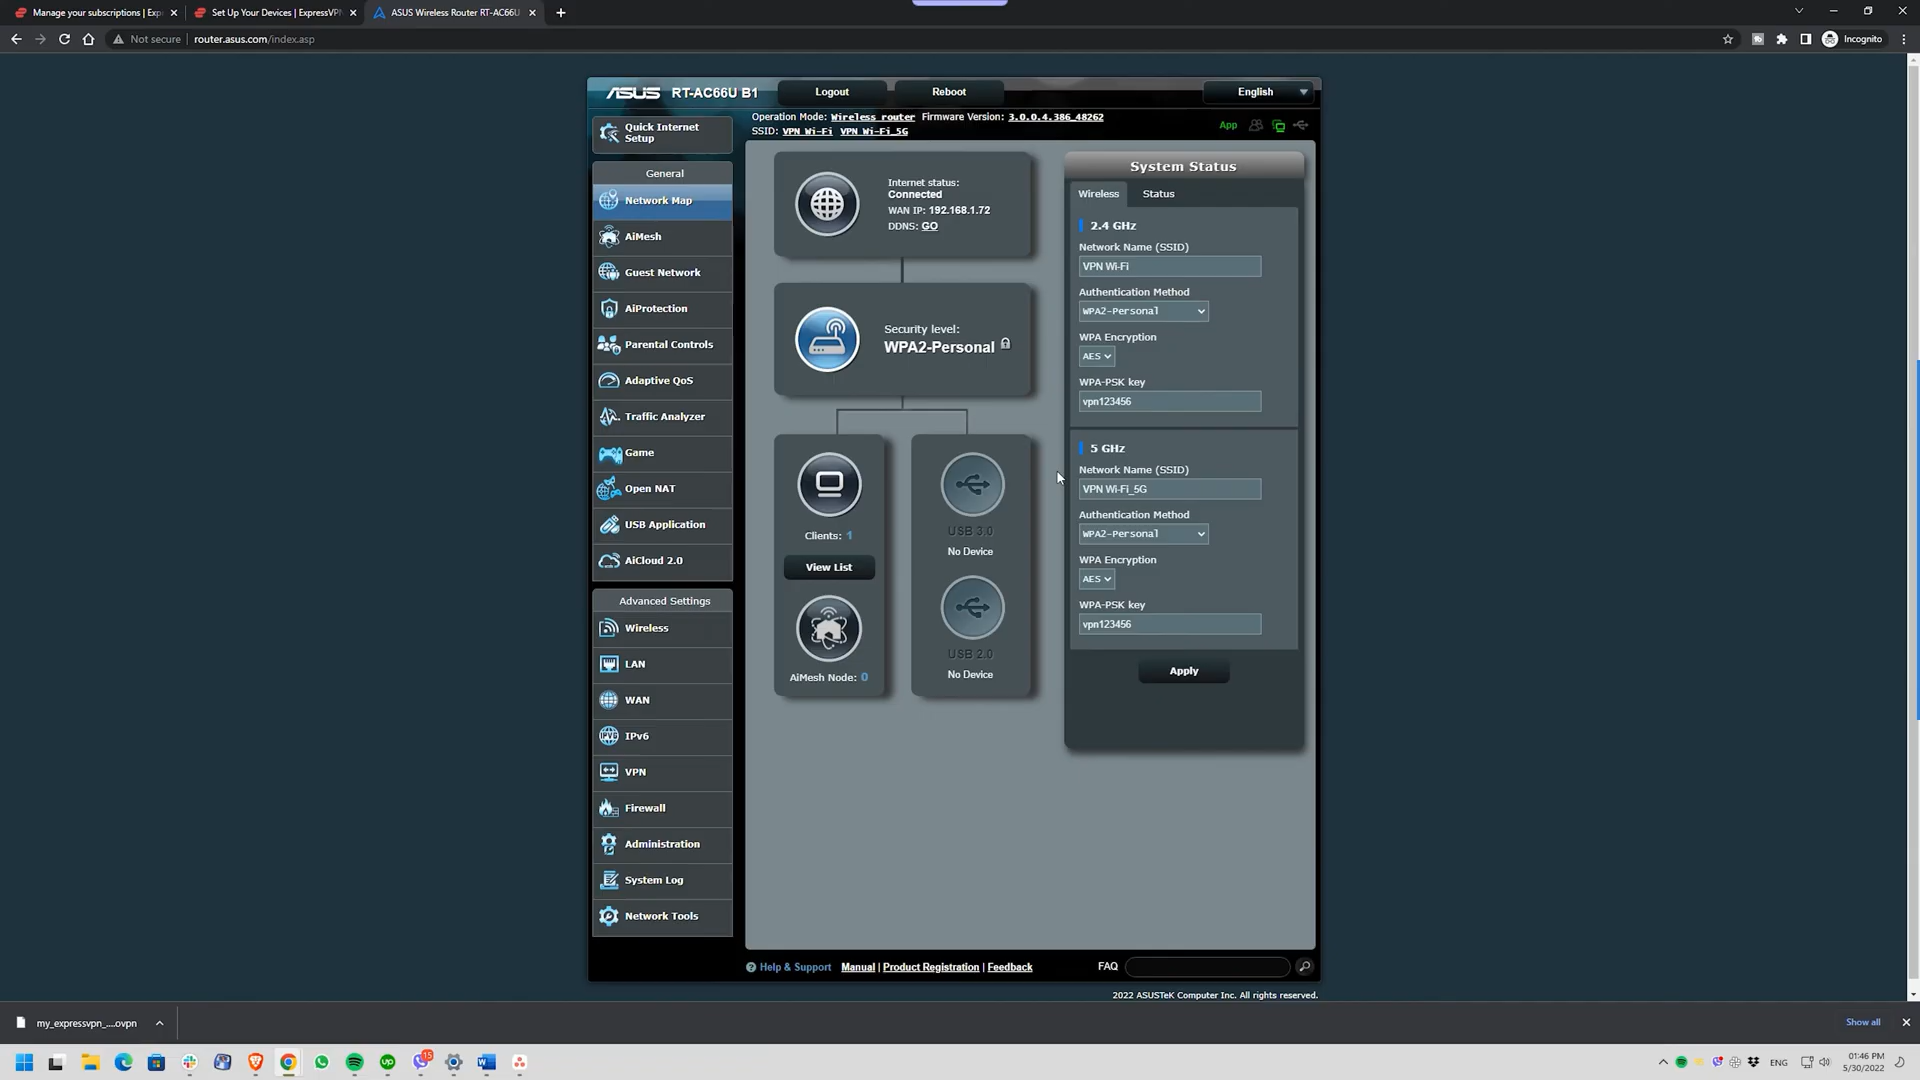 Manage your subscriptions | Exp
Set Up Your Devices | ExpressVPN
ASUS Wireless Router RT-AC66U
Not secure
router.asus.com/index.asp
Incognito
ASUS RT-AC66U B1
Logout
Reboot
English
Quick Internet
Setup
Operation Mode: Wireless router Firmware Version: 3.0.0.4.386_48262
SSID: VPN Wi-Fi VPN Wi-Fi_5G
App
General
Network Map
AiMesh
Guest Network
AiProtection
Parental Controls
Adaptive QoS
Traffic Analyzer
Game
Open NAT
USB Application
AiCloud 2.0
Advanced Settings
Wireless
LAN
WAN
IPv6
VPN
Firewall
Administration
System Log
Network Tools
Internet status:
Connected
WAN IP: 192.168.1.72
DDNS: GO
Security level:
WPA2-Personal
Clients: 1
View List
AiMesh Node: 0
USB 3.0
No Device
USB 2.0
No Device
System Status
Wireless
Status
2.4 GHz
Network Name (SSID)
VPN Wi-Fi
Authentication Method
WPA2-Personal
WPA Encryption
AES
WPA-PSK key
vpn123456
5 GHz
Network Name (SSID)
VPN Wi-Fi_5G
Authentication Method
WPA2-Personal
WPA Encryption
AES
WPA-PSK key
vpn123456
Apply
Help & Support
Manual | Product Registration | Feedback
FAQ
2022 ASUSTeK Computer Inc. All rights reserved.
my_expressvpn_....ovpn
Show all
15
ENG
01:46 PM
5/30/2022